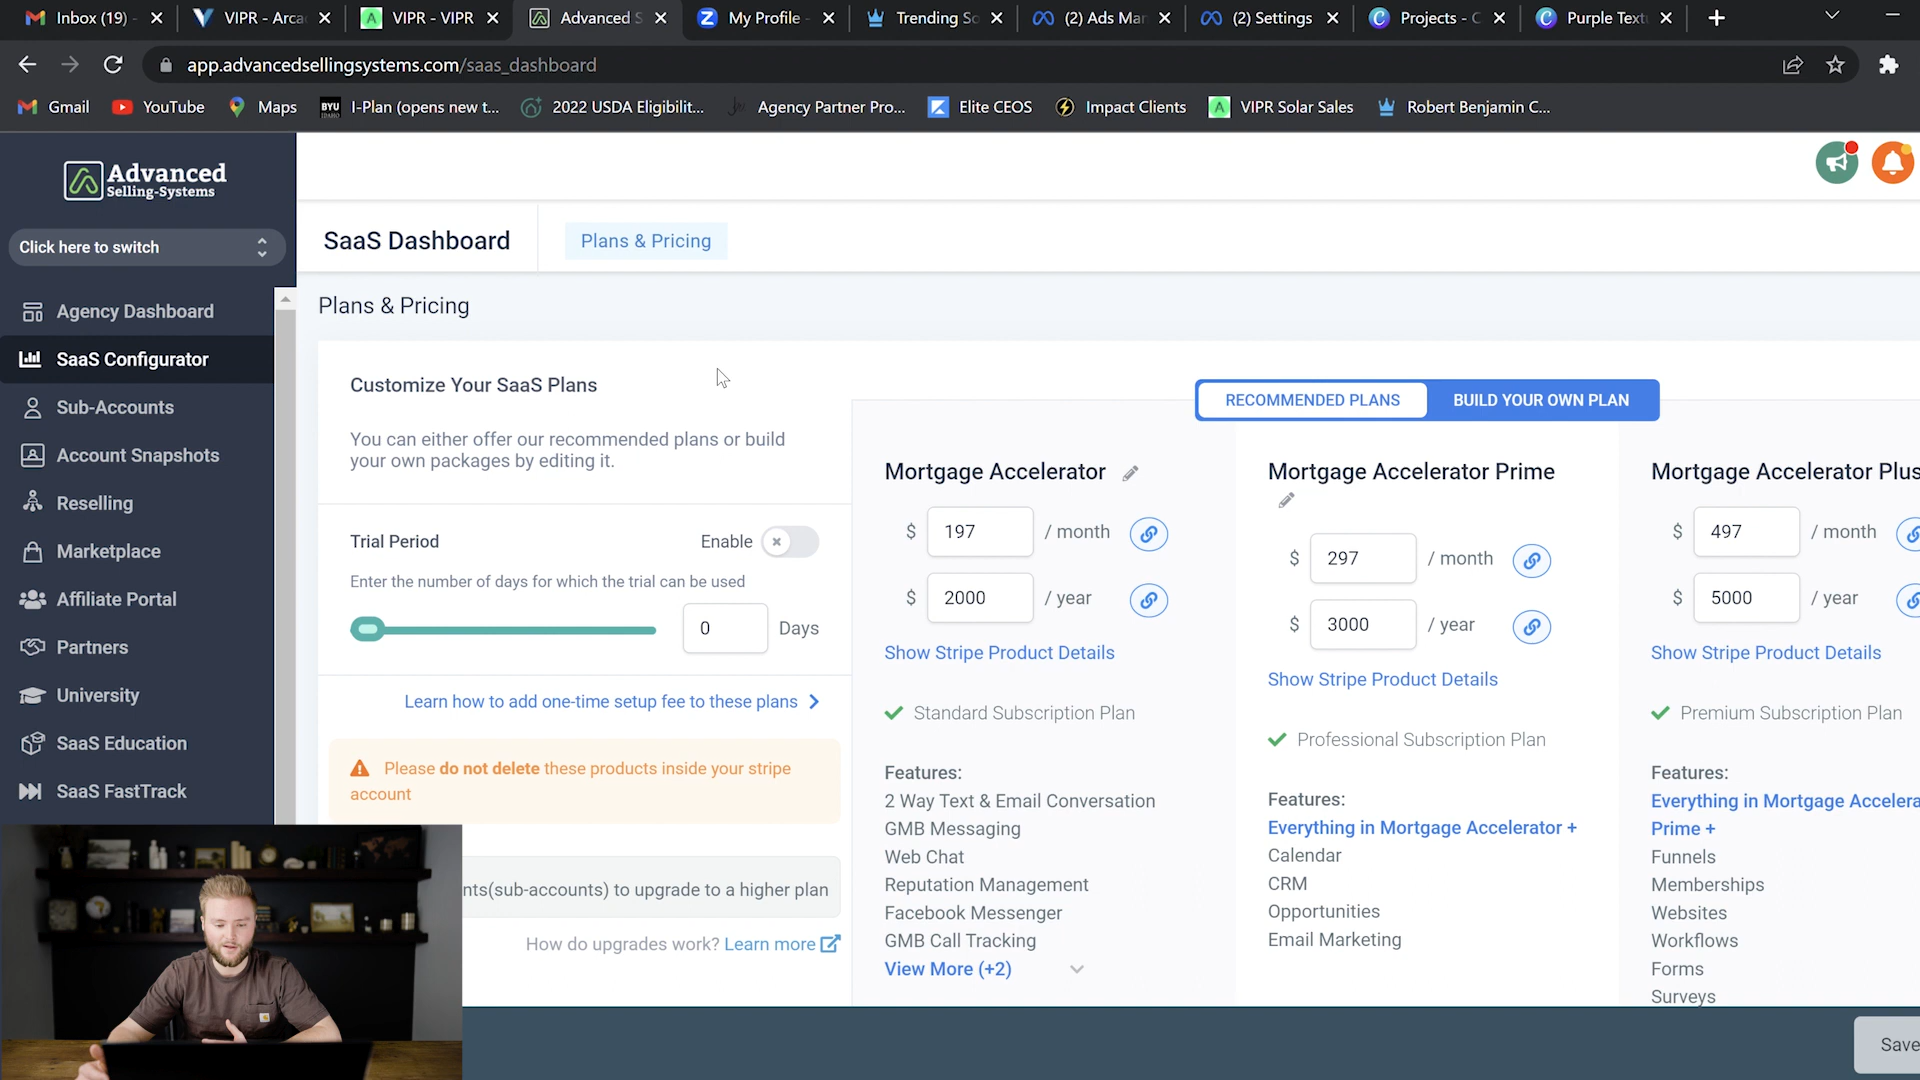 Inbox (19)
VIPR - Arca
VIPR - VIPR
Advanced S
My Profile -
Trending So
(2) Ads Man
(2) Settings
Projects - C
Purple Text
app.advancedsellingsystems.com/saas_dashboard
Gmail
YouTube
Maps
BYU
IDAHO
I-Plan (opens new t...
2022 USDA Eligibilit...
Agency Partner Pro...
Elite CEOS
Impact Clients
VIPR Solar Sales
Robert Benjamin C...
Advanced
Selling-Systems
Click here to switch
Agency Dashboard
SaaS Configurator
Sub-Accounts
Account Snapshots
Reselling
Marketplace
Affiliate Portal
Partners
University
SaaS Education
SaaS FastTrack
SaaS Dashboard
Plans & Pricing
Plans & Pricing
Customize Your SaaS Plans
You can either offer our recommended plans or build
your own packages by editing it.
Trial Period
Enable
Enter the number of days for which the trial can be used
0 Days
Learn how to add one-time setup fee to these plans
Please do not delete these products inside your stripe
account
nts(sub-accounts) to upgrade to a higher plan
How do upgrades work? Learn more
RECOMMENDED PLANS
BUILD YOUR OWN PLAN
Mortgage Accelerator
$ 197 / month
$ 2000 / year
Show Stripe Product Details
Standard Subscription Plan
Features:
2 Way Text & Email Conversation
GMB Messaging
Web Chat
Reputation Management
Facebook Messenger
GMB Call Tracking
View More (+2)
Mortgage Accelerator Prime
$ 297 / month
$ 3000 / year
Show Stripe Product Details
Professional Subscription Plan
Features:
Everything in Mortgage Accelerator +
Calendar
CRM
Opportunities
Email Marketing
Mortgage Accelerator Plus
$ 497 / month
$ 5000 / year
Show Stripe Product Details
Premium Subscription Plan
Features:
Everything in Mortgage Accelera
Prime +
Funnels
Memberships
Websites
Workflows
Forms
Surveys
Save